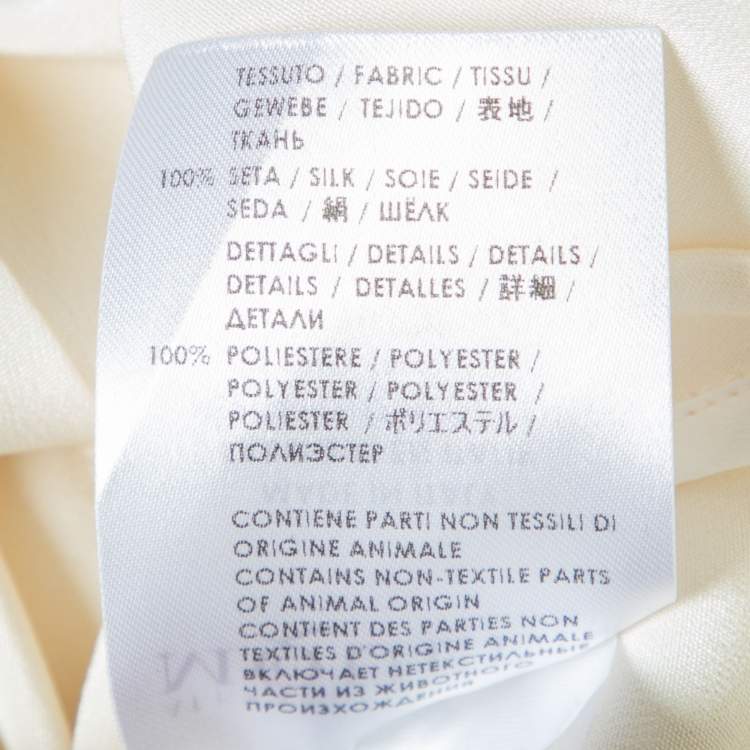 TESSUTO / FABRIC / TISSU /
GEWEBE / TEJIDO / 表地 /
ТКАНЬ
100% SETA / SILK / SOIE / SEIDE /
SEDA / 絹 / ШЁЛК
DETTAGLI / DETAILS / DETAILS /
DETAILS / DETALLES / 詳細 /
ДЕТАЛИ
100% POLIESTERE / POLYESTER /
POLYESTER / POLYESTER /
POLIESTER / ポリエステル /
ПОЛИЭСТЕР
CONTIENE PARTI NON TESSILI DI
ORIGINE ANIMALE
CONTAINS NON-TEXTILE PARTS
OF ANIMAL ORIGIN
CONTIENT DES PARTIES NON
TEXTILES D'ORIGINE ANIMALE
ВКЛЮЧАЕТ НЕТЕКСТИЛЬНЫЕ
ЧАСТИ ИЗ ЖИВОТНОГО
ПРОИЗХОЖДЕНИЯ